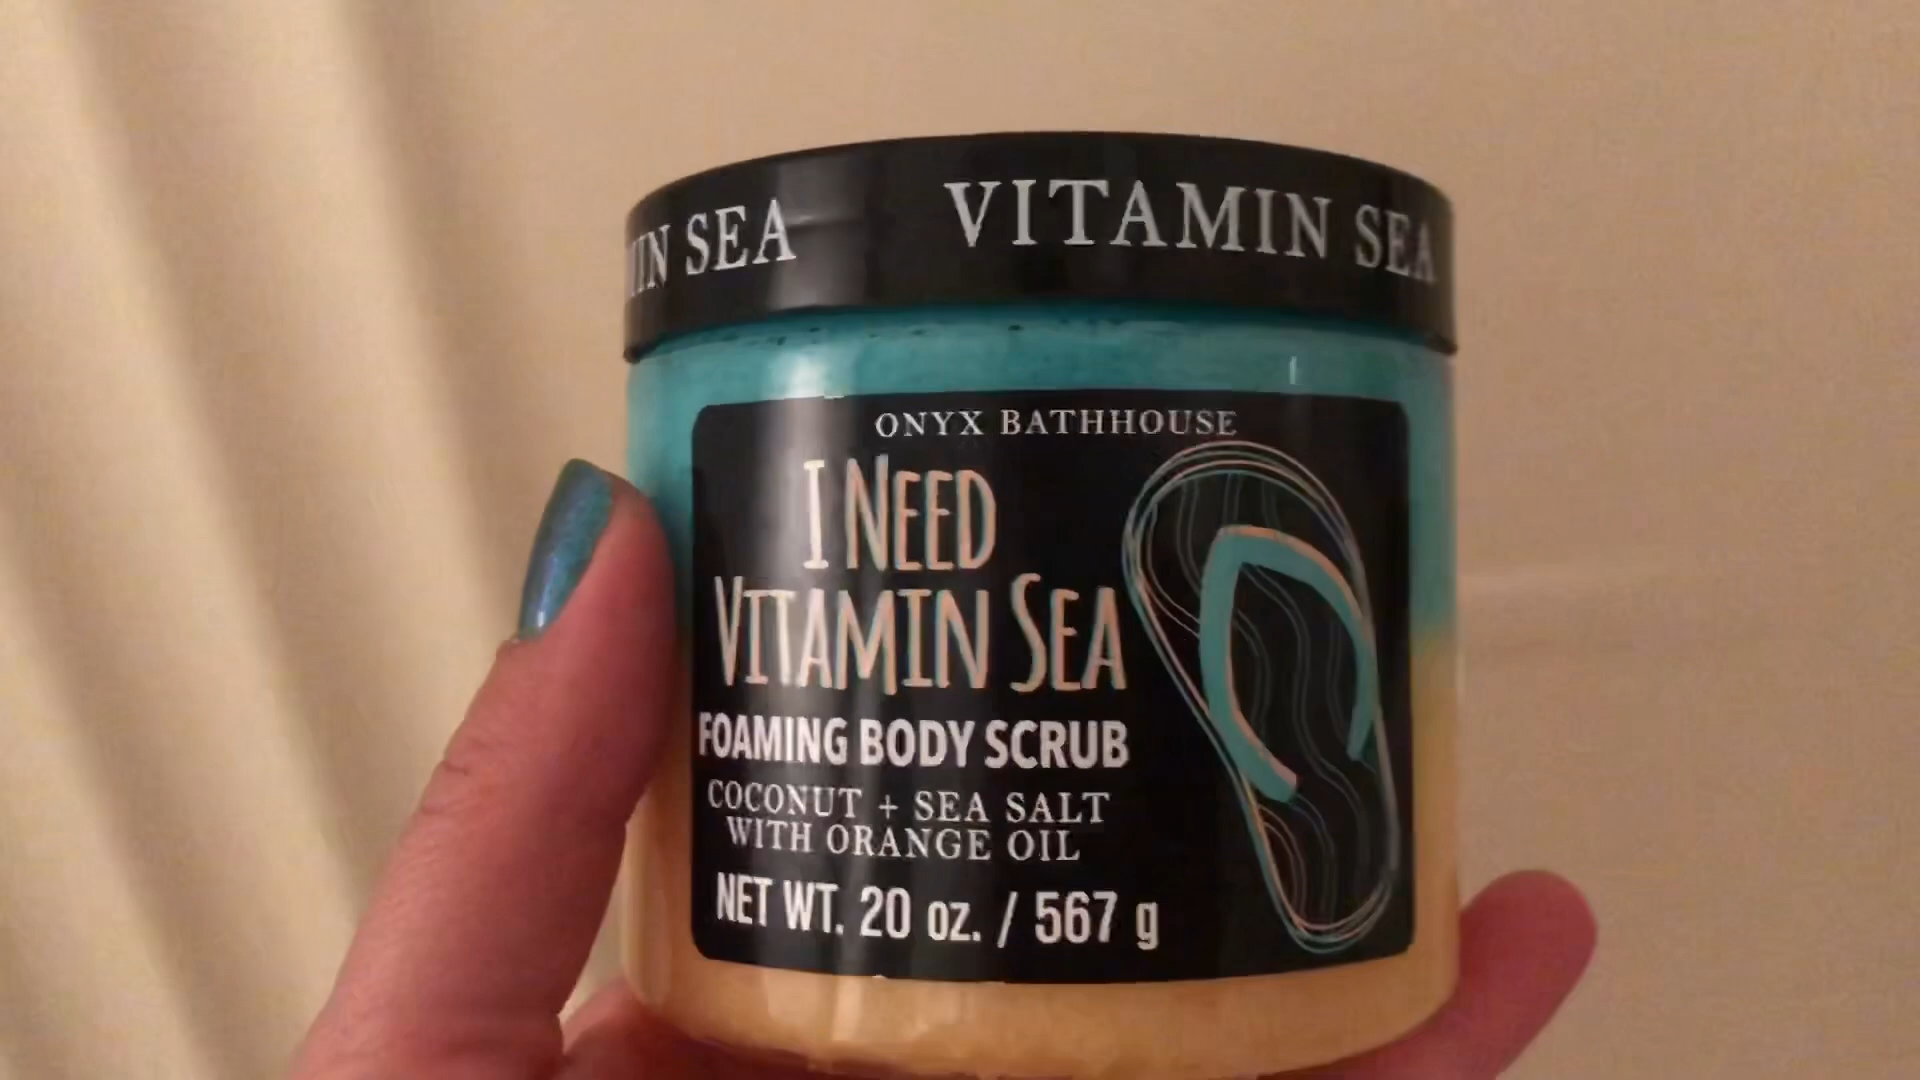 IN SEA VITAMIN SEA
ONYX BATHHOUSE
I NEED
VITAMIN SEA
FOAMING BODY SCRUB
COCONUT + SEA SALT
WITH ORANGE OIL
NET WT. 20 oz. / 567 g